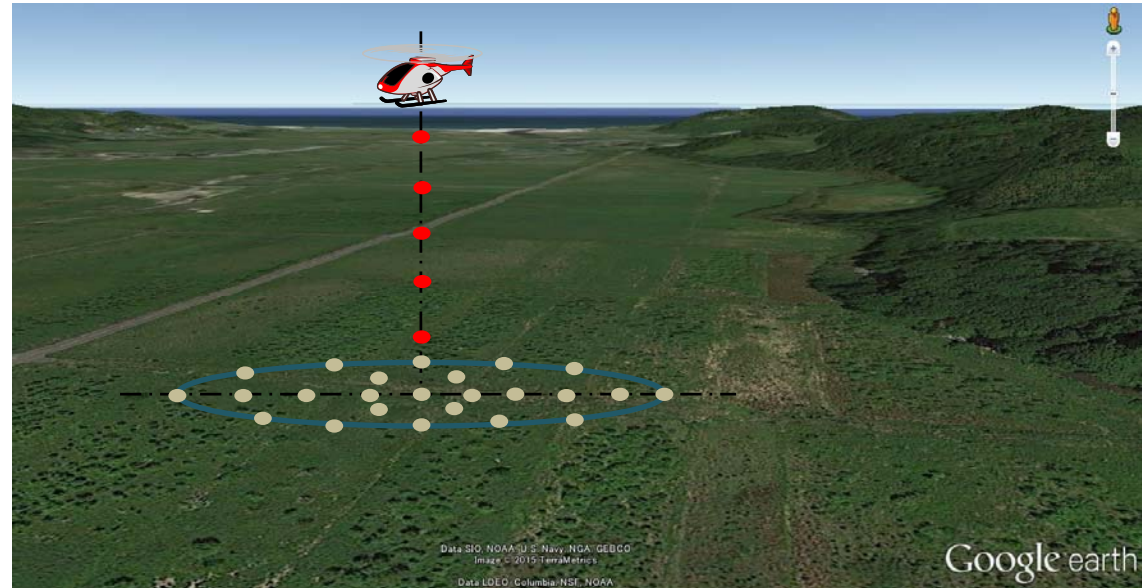 Data SIO, NOAA, U.S. Navy, NGA, GEBCO
Image © 2015 TerraMetrics
Data LDEO-Columbia, NSF, NOAA
Google earth